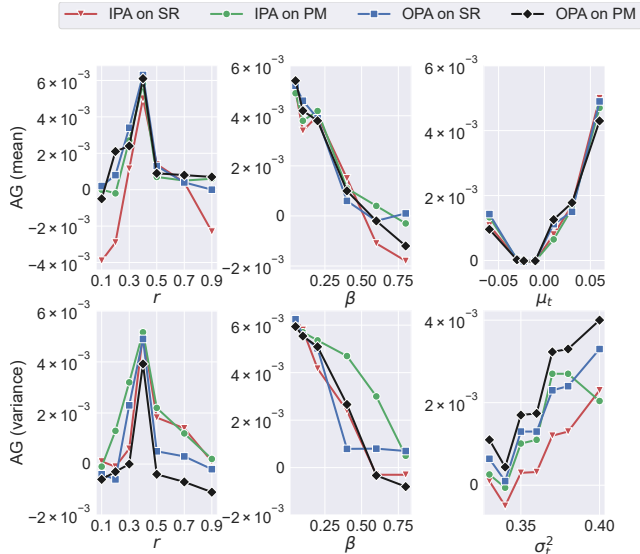 IPA on SR IPA on PM OPA on SR OPA on PM
AG (mean)
6 × 10⁻³
4 × 10⁻³
2 × 10⁻³
0
−2 × 10⁻³
−4 × 10⁻³
0.1 0.3 0.5 0.7 0.9
r
6 × 10⁻³
4 × 10⁻³
2 × 10⁻³
0
−2 × 10⁻³
0.25 0.50 0.75
β
6 × 10⁻³
4 × 10⁻³
2 × 10⁻³
0
−0.05 0.00 0.05
μₜ
AG (variance)
6 × 10⁻³
4 × 10⁻³
2 × 10⁻³
0
−2 × 10⁻³
0.1 0.3 0.5 0.7 0.9
r
6 × 10⁻³
4 × 10⁻³
2 × 10⁻³
0
−2 × 10⁻³
0.25 0.50 0.75
β
4 × 10⁻³
2 × 10⁻³
0
0.35 0.40
σₜ²